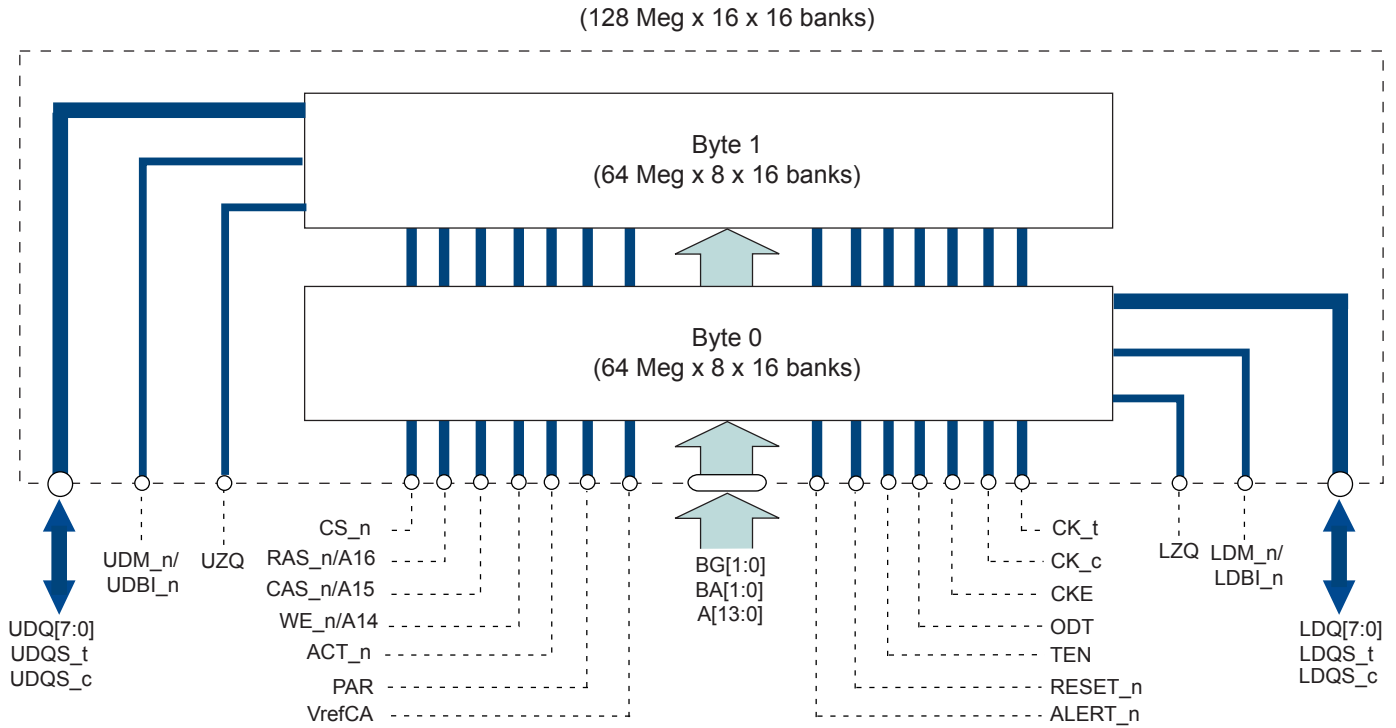 (128 Meg x 16 x 16 banks)
Byte 1
(64 Meg x 8 x 16 banks)
Byte 0
(64 Meg x 8 x 16 banks)
UDQ[7:0]
UDQS_t
UDQS_c
UDM_n/
UDBI_n
UZQ
CS_n
RAS_n/A16
CAS_n/A15
WE_n/A14
ACT_n
PAR
VrefCA
BG[1:0]
BA[1:0]
A[13:0]
CK_t
CK_c
CKE
ODT
TEN
RESET_n
ALERT_n
LZQ
LDM_n/
LDBI_n
LDQ[7:0]
LDQS_t
LDQS_c